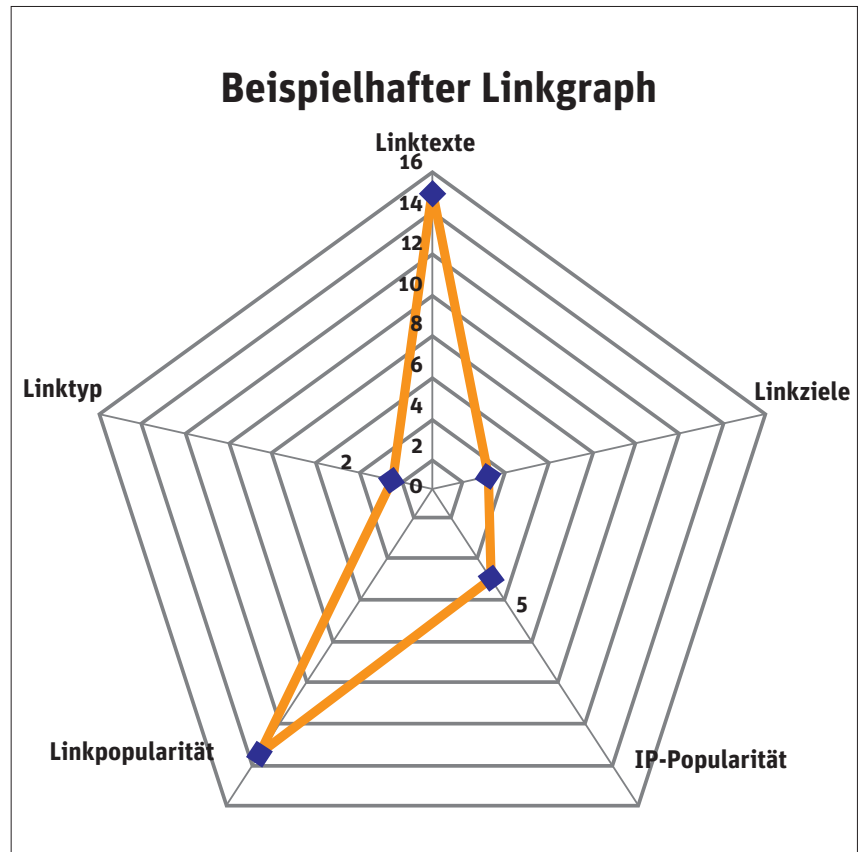 Beispielhafter Linkgraph
Linktexte
16
14
12
10
8
6
4
2
0
Linktyp
Linkziele
2
5
Linkpopularität
IP-Popularität